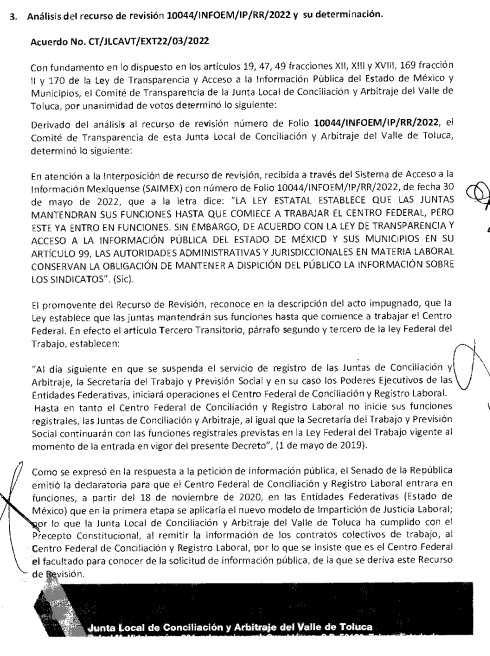 3. Análisis del recurso de revisión 10044/INFOEM/IP/RR/2022 y su determinación.
Acuerdo No. CT/JLCAVT/EXT22/03/2022
Con fundamento en lo dispuesto en los artículos 19, 47, 49 fracciones XII, XIII y XVIII, 169 fracción
II y 170 de la Ley de Transparencia y Acceso a la Información Pública del Estado de México y
Municipios, el Comité de Transparencia de la Junta Local de Conciliación y Arbitraje del Valle de
Toluca, por unanimidad de votos determinó lo siguiente:
Derivado del análisis al recurso de revisión número de Folio 10044/INFOEM/IP/RR/2022, el
Comité de Transparencia de esta Junta Local de Conciliación y Arbitraje del Valle de Toluca,
determinó lo siguiente:
En atención a la Interposición de recurso de revisión, recibida a través del Sistema de Acceso a la
Información Mexiquense (SAIMEX) con número de Folio 10044/INFOEM/IP/RR/2022, de fecha 30
de mayo de 2022, que a la letra dice: "LA LEY ESTATAL ESTABLECE QUE LAS JUNTAS
MANTENDRAN SUS FUNCIONES HASTA QUE COMIECE A TRABAJAR EL CENTRO FEDERAL, PERO
ESTE YA ENTRO EN FUNCIONES. SIN EMBARGO, DE ACUERDO CON LA LEY DE TRANSPARENCIA Y
ACCESO A LA INFORMACIÓN PÚBLICA DEL ESTADO DE MÉXICO Y SUS MUNICIPIOS EN SU
ARTÍCULO 99, LAS AUTORIDADES ADMINISTRATIVAS Y JURISDICCIONALES EN MATERIA LABORAL
CONSERVAN LA OBLIGACIÓN DE MANTENER A DISPICIÓN DEL PÚBLICO LA INFORMACIÓN SOBRE
LOS SINDICATOS". (Sic).
El promovente del Recurso de Revisión, reconoce en la descripción del acto impugnado, que la
Ley establece que las juntas mantendrán sus funciones hasta que comience a trabajar el Centro
Federal. En efecto el artículo Tercero Transitorio, párrafo segundo y tercero de la ley Federal del
Trabajo, establecen:
"Al día siguiente en que se suspenda el servicio de registro de las Juntas de Conciliación y
Arbitraje, la Secretaría del Trabajo y Previsión Social y en su caso los Poderes Ejecutivos de las
Entidades Federativas, iniciará operaciones el Centro Federal de Conciliación y Registro Laboral.
Hasta en tanto el Centro Federal de Conciliación y Registro Laboral no inicie sus funciones
registrales, las Juntas de Conciliación y Arbitraje, al igual que la Secretaría del Trabajo y Previsión
Social continuarán con las funciones registrales previstas en la Ley Federal del Trabajo vigente al
momento de la entrada en vigor del presente Decreto", (1 de mayo de 2019).
Como se expresó en la respuesta a la petición de información pública, el Senado de la República
emitió la declaratoria para que el Centro Federal de Conciliación y Registro Laboral entrara en
funciones, a partir del 18 de noviembre de 2020, en las Entidades Federativas (Estado de
México) que en la primera etapa se aplicaría el nuevo modelo de Impartición de Justicia Laboral;
por lo que la Junta Local de Conciliación y Arbitraje del Valle de Toluca ha cumplido con el
Precepto Constitucional, al remitir la información de los contratos colectivos de trabajo, al
Centro Federal de Conciliación y Registro Laboral, por lo que se insiste que es el Centro Federal
el facultado para conocer de la solicitud de información pública, de la que se deriva este Recurso
de Revisión.
Junta Local de Conciliación y Arbitraje del Valle de Toluca